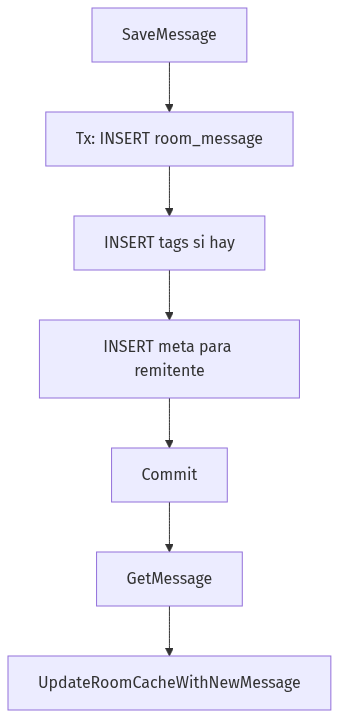 SaveMessage
Tx: INSERT room_message
INSERT tags si hay
INSERT meta para
remitente
Commit
GetMessage
UpdateRoomCacheWithNewMessage